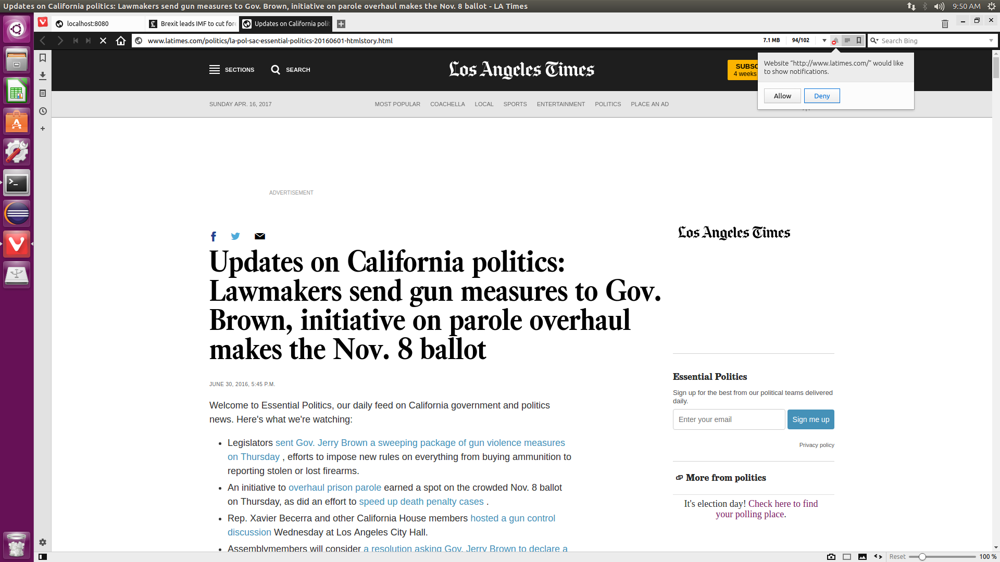 Updates on California politics: Lawmakers send gun measures to Gov. Brown, initiative on parole overhaul makes the Nov. 8 ballot - LA Times
9:50 AM
localhost:8080
Brexit leads IMF to cut fore
Updates on California poli
www.latimes.com/politics/la-pol-sac-essential-politics-20160601-htmlstory.html
7.1 MB
94/102
Search Bing
Website “http://www.latimes.com/” would like
to show notifications.
Allow
Deny
SECTIONS
SEARCH
Los Angeles Times
SUBSC
4 weeks
SUNDAY APR. 16, 2017
MOST POPULAR
COACHELLA
LOCAL
SPORTS
ENTERTAINMENT
POLITICS
PLACE AN AD
ADVERTISEMENT
Los Angeles Times
Updates on California politics:
Lawmakers send gun measures to Gov.
Brown, initiative on parole overhaul
makes the Nov. 8 ballot
JUNE 30, 2016, 5:45 P.M.
Welcome to Essential Politics, our daily feed on California government and politics
news. Here's what we're watching:
Legislators sent Gov. Jerry Brown a sweeping package of gun violence measures
on Thursday , efforts to impose new rules on everything from buying ammunition to
reporting stolen or lost firearms.
An initiative to overhaul prison parole earned a spot on the crowded Nov. 8 ballot
on Thursday, as did an effort to speed up death penalty cases .
Rep. Xavier Becerra and other California House members hosted a gun control
discussion Wednesday at Los Angeles City Hall.
Assemblymembers will consider a resolution asking Gov. Jerry Brown to declare a
Essential Politics
Sign up for the best from our political teams delivered
daily.
Enter your email
Sign me up
Privacy policy
More from politics
It's election day! Check here to find
your polling place.
Reset
100 %